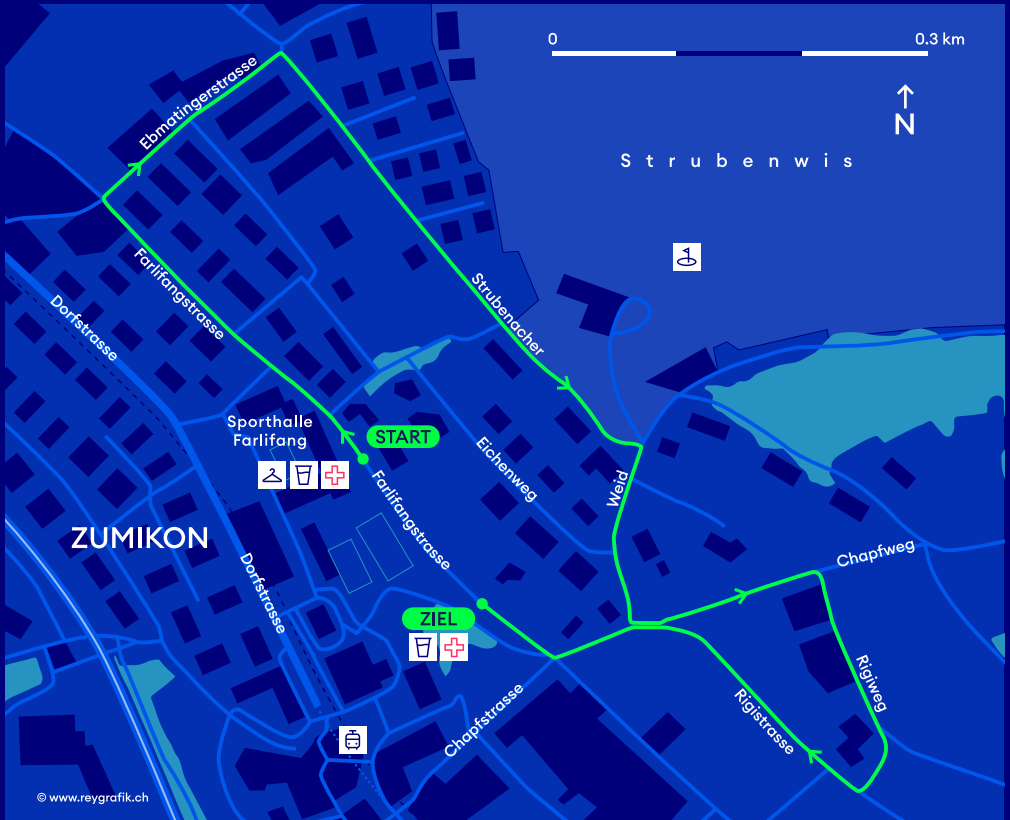 0
0.3 km
N
Strubenwis
Ebmatingerstrasse
Farlifangstrasse
Dorfstrasse
Strubenacher
Sporthalle
Farlifang
START
Eichenweg
Weid
Farlifangstrasse
ZUMIKON
Dorfstrasse
Chapfweg
ZIEL
Rigiweg
Rigistrasse
Chapfstrasse
© www.reygrafik.ch